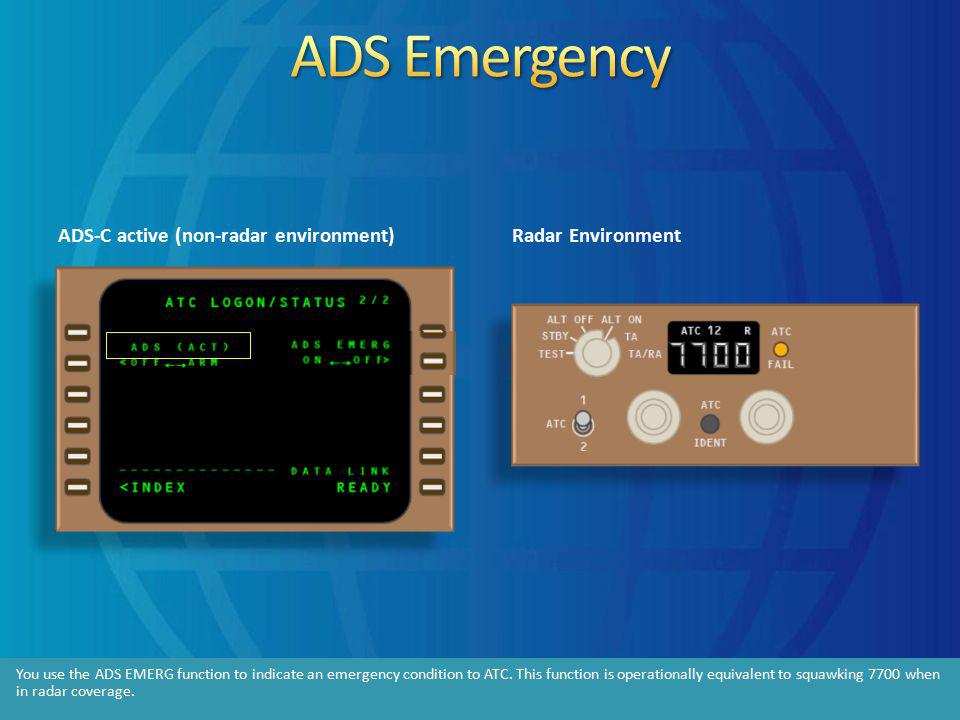 ADS Emergency
ADS-C active (non-radar environment)
ATC LOGON/STATUS 2/2
ADS (ACT)
ADS EMERG
<OFF ←→ ARM
ON ←→ OFF>
--------------
DATA LINK
<INDEX
READY
Radar Environment
ALT OFF ALT ON
STBY
TA
TEST
TA/RA
ATC 12 R
7700
ATC
FAIL
1
ATC
2
ATC
IDENT
You use the ADS EMERG function to indicate an emergency condition to ATC. This function is operationally equivalent to squawking 7700 when
in radar coverage.